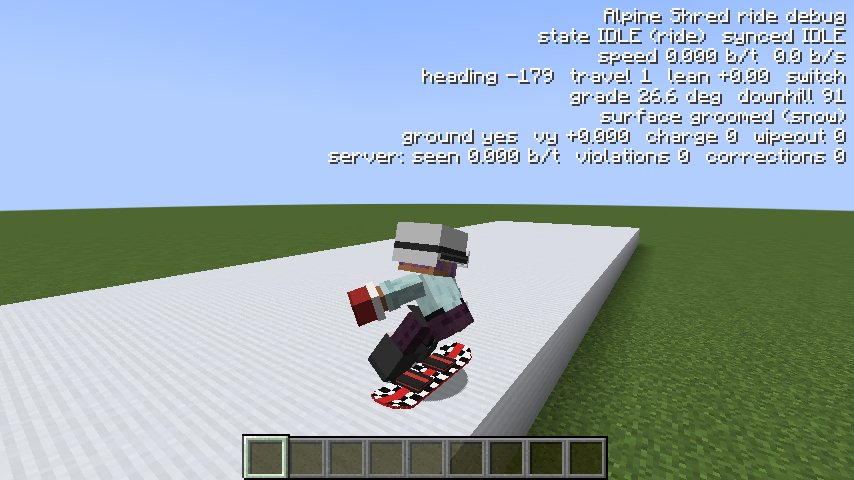 Alpine Shred ride debug
state IDLE (ride) synced IDLE
speed 0.000 b/t 0.0 b/s
heading -179 travel 1 lean +0.00 switch
grade 26.6 deg downhill 91
surface groomed (snow)
ground yes vy +0.000 charge 0 wipeout 0
server: seen 0.000 b/t violations 0 corrections 0